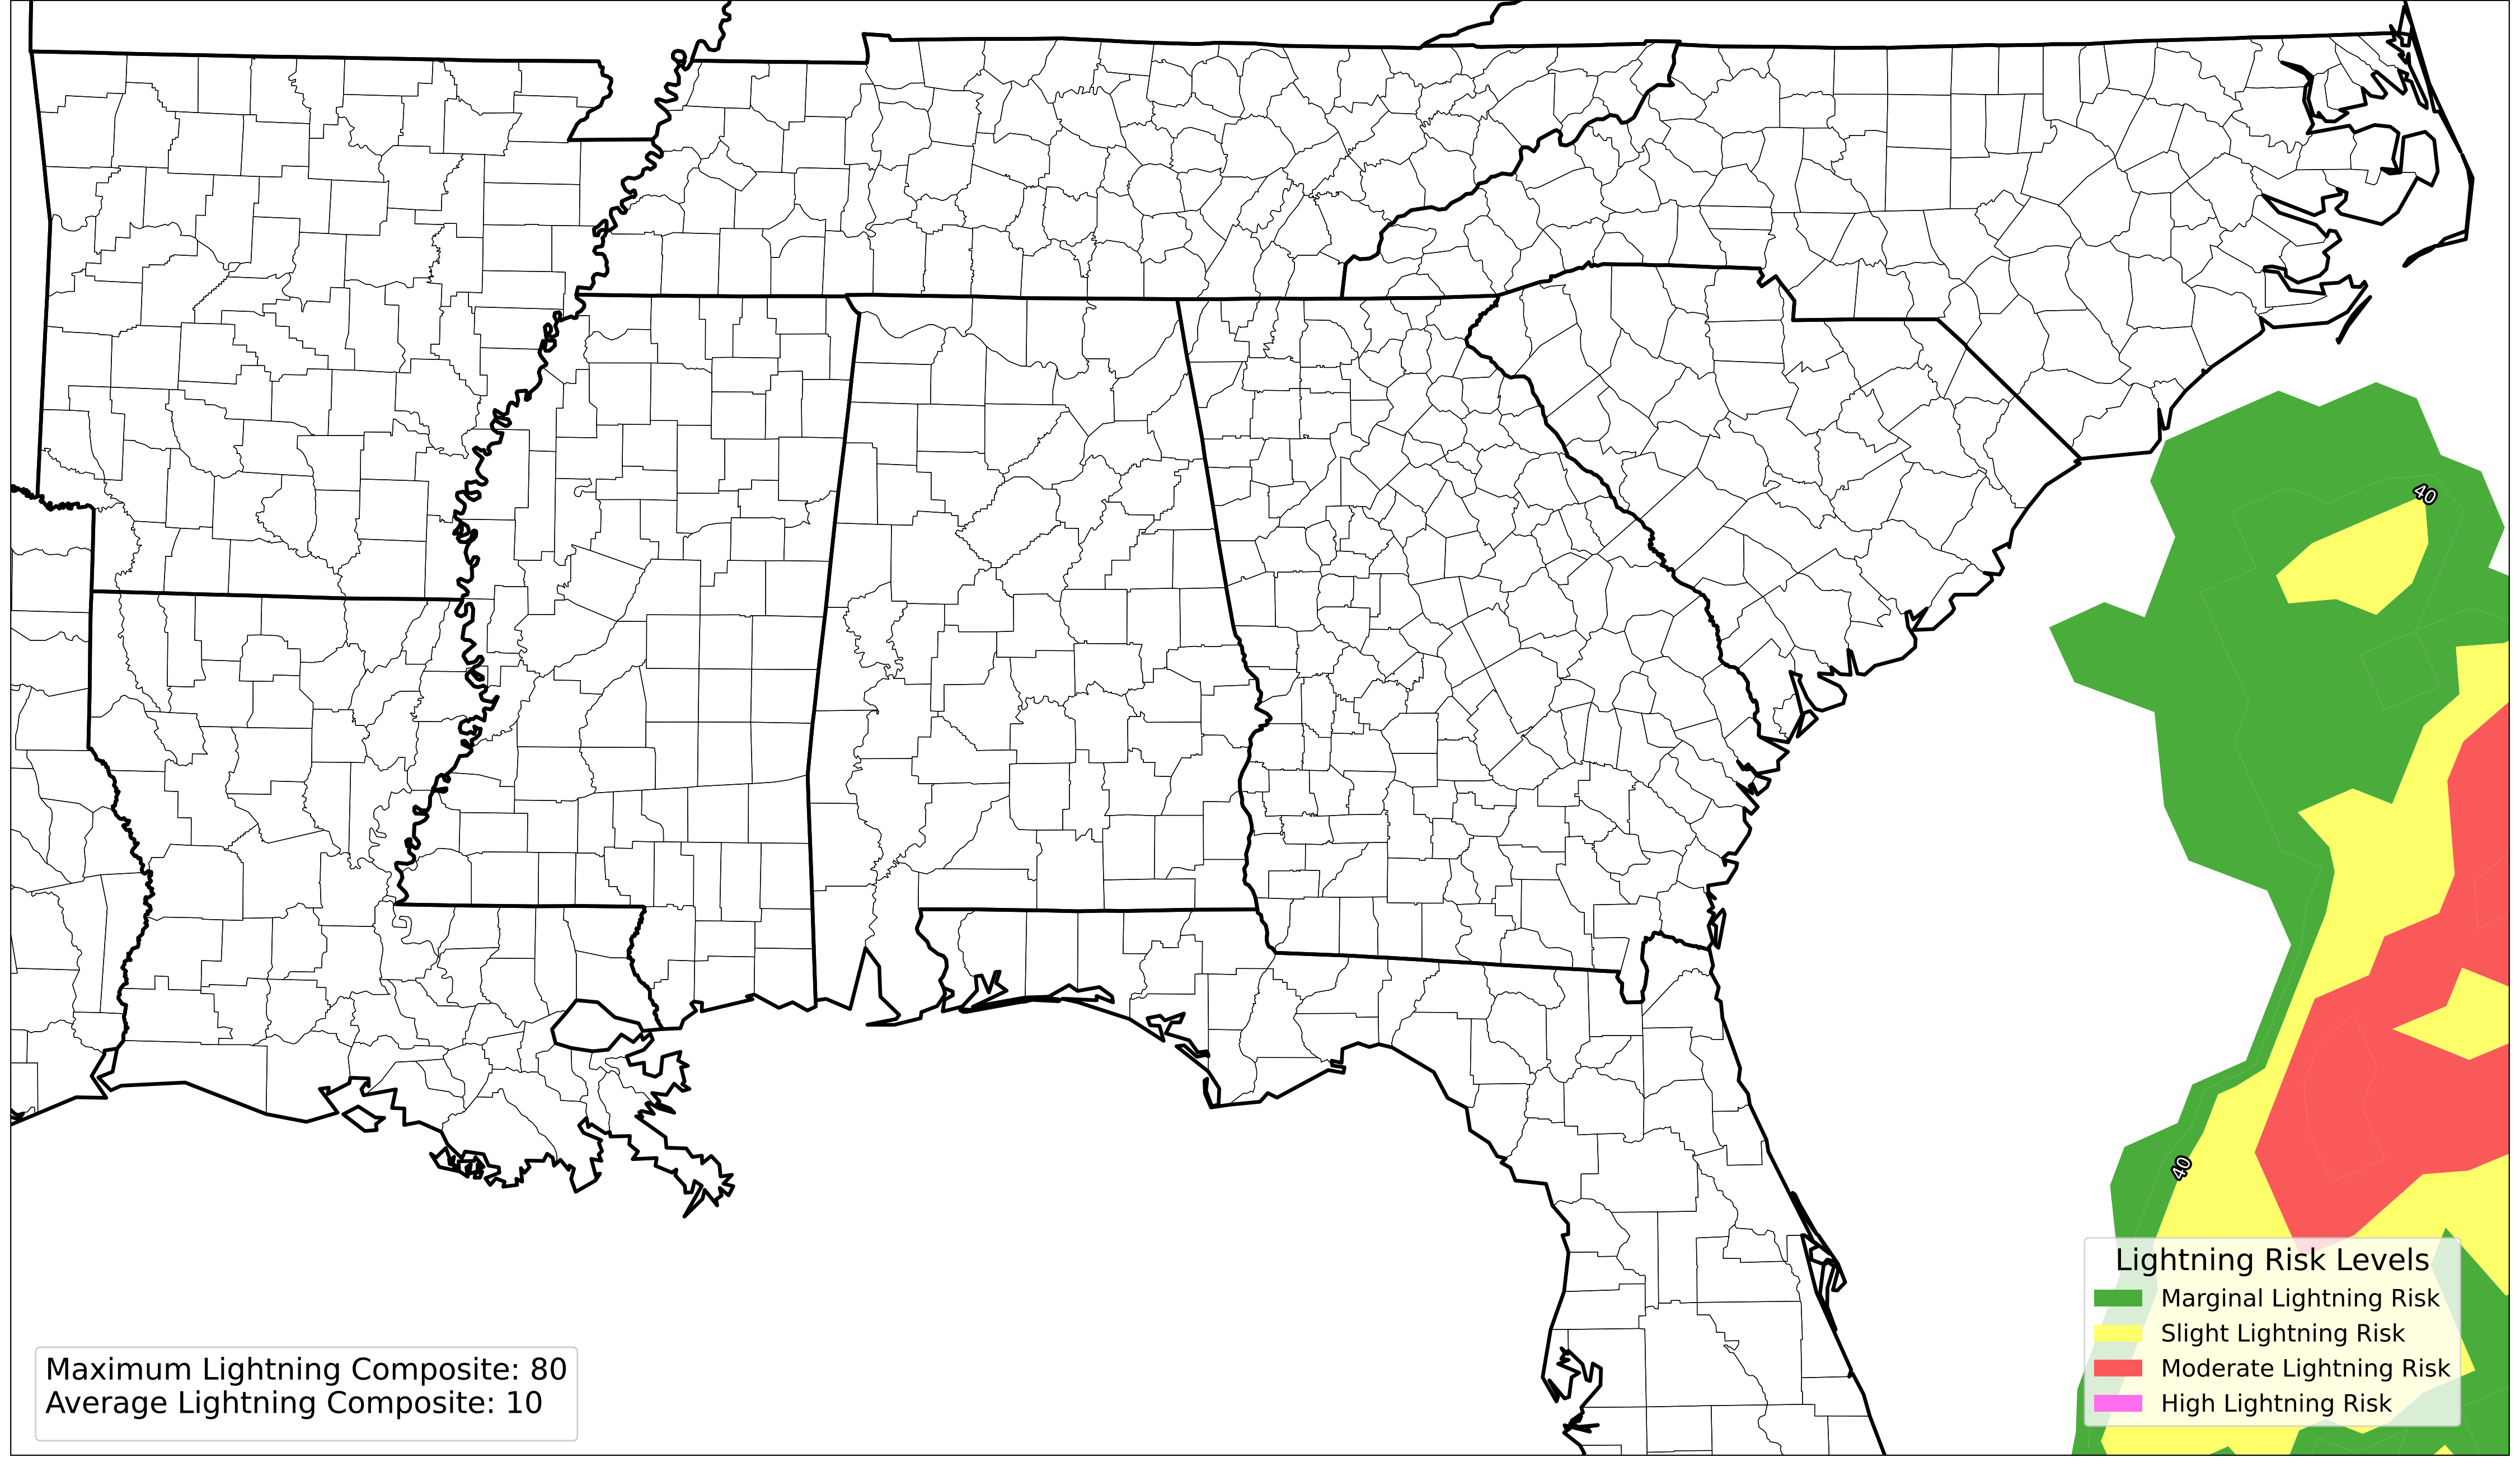 40
40
Lightning Risk Levels
Marginal Lightning Risk
Slight Lightning Risk
Moderate Lightning Risk
High Lightning Risk
Maximum Lightning Composite: 80
Average Lightning Composite: 10